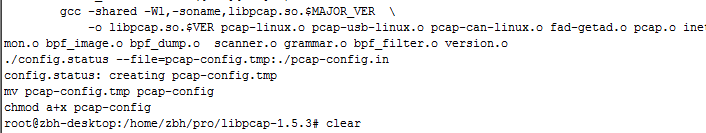 gcc -shared -Wl,-soname,libpcap.so.$MAJOR_VER \
-o libpcap.so.$VER pcap-linux.o pcap-usb-linux.o pcap-can-linux.o fad-getad.o pcap.o inet
mon.o bpf_image.o bpf_dump.o  scanner.o grammar.o bpf_filter.o version.o
./config.status --file=pcap-config.tmp:./pcap-config.in
config.status: creating pcap-config.tmp
mv pcap-config.tmp pcap-config
chmod a+x pcap-config
root@zbh-desktop:/home/zbh/pro/libpcap-1.5.3# clear